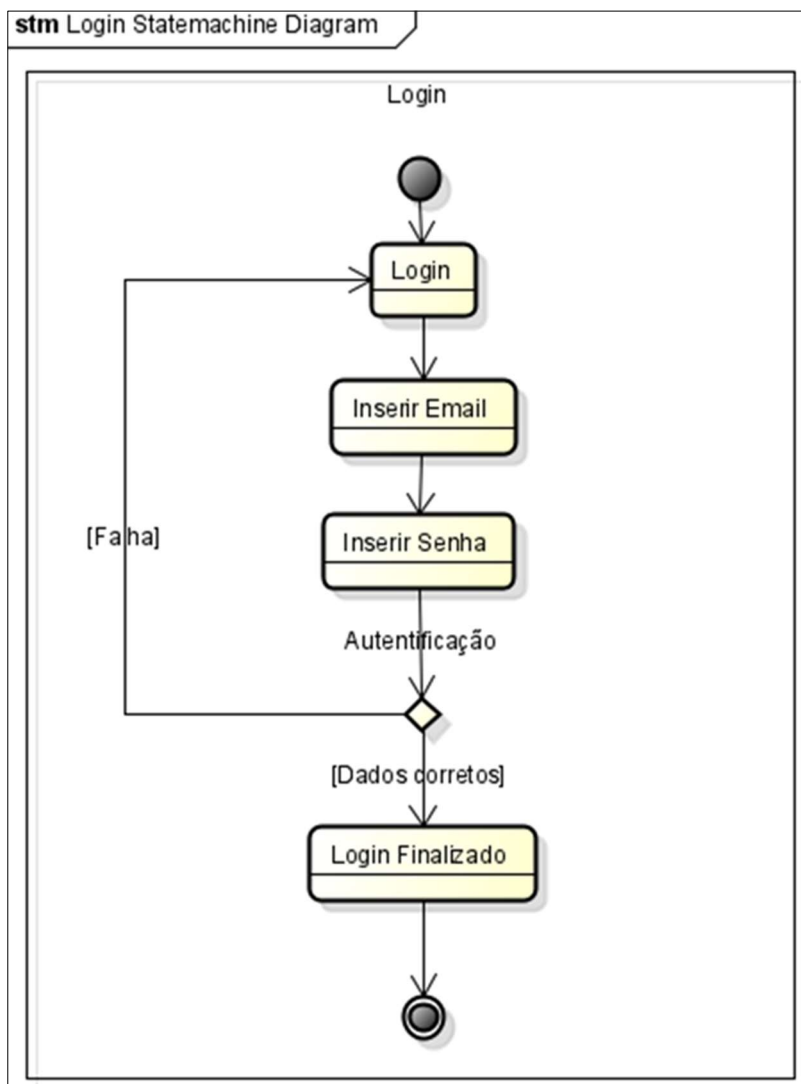 stm Login Statemachine Diagram
Login
Login
Inserir Email
Inserir Senha
[Falha]
Autentificação
[Dados corretos]
Login Finalizado